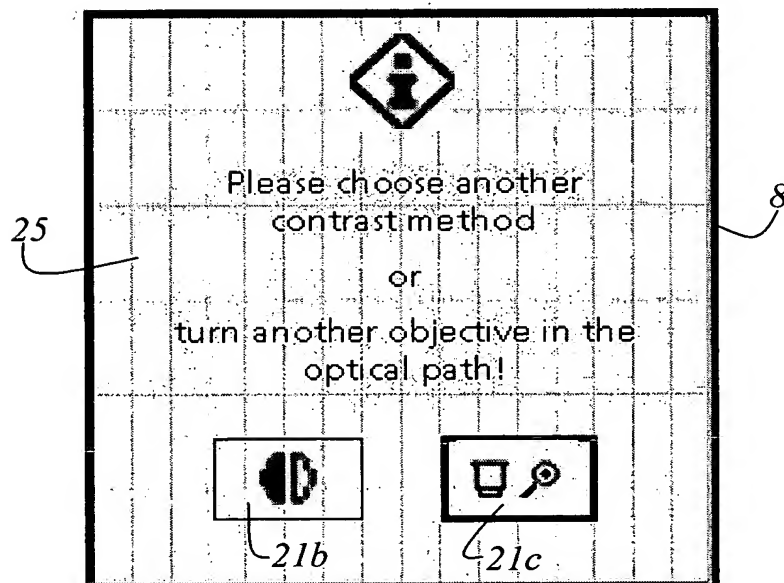 Please choose another
contrast method
or
turn another objective in the
optical path!
25
8
21b
21c